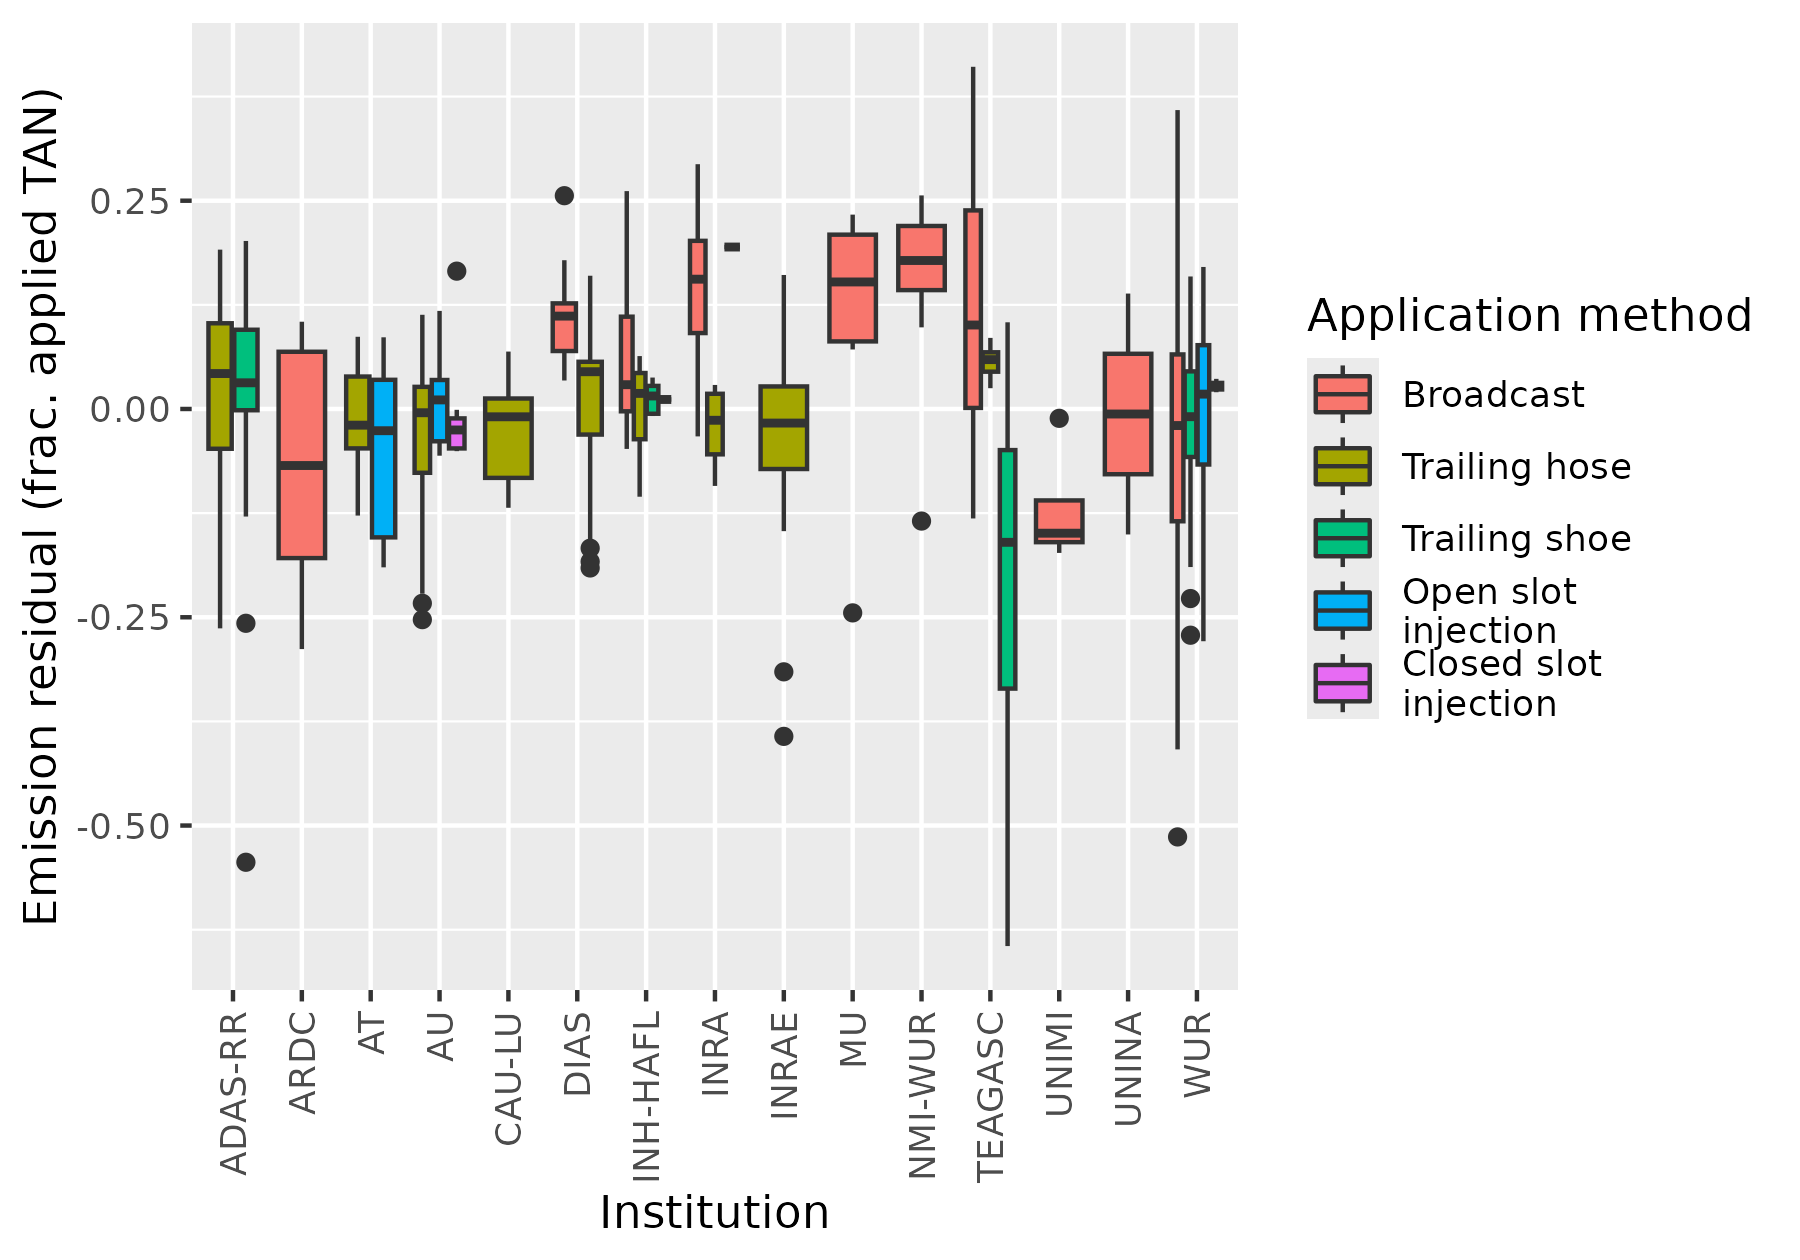 Emission residual (frac. applied TAN)
0.25
0.00
-0.25
-0.50
ADAS-RR
ARDC
AT
AU
CAU-LU
DIAS
INH-HAFL
INRA
INRAE
MU
NMI-WUR
TEAGASC
UNIMI
UNINA
WUR
Institution
Application method
Broadcast
Trailing hose
Trailing shoe
Open slot
injection
Closed slot
injection